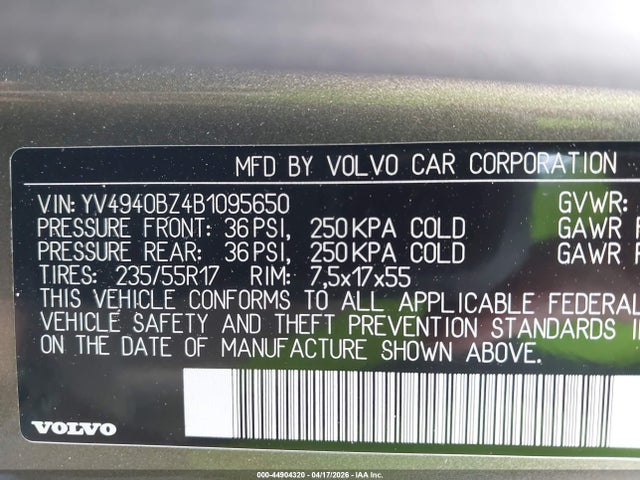 MFD BY VOLVO CAR CORPORATION
VIN: YV4940BZ4B1095650 GVWR:
PRESSURE FRONT: 36 PSI, 250 KPA COLD GAWR F
PRESSURE REAR: 36 PSI, 250 KPA COLD GAWR
TIRES: 235/55R17 RIM: 7,5x17x55
THIS VEHICLE CONFORMS TO ALL APPLICABLE FEDERAL
VEHICLE SAFETY AND THEFT PREVENTION STANDARDS
ON THE DATE OF MANUFACTURE SHOWN ABOVE.
VOLVO
000-44904320 - 04/17/2026 - IAA Inc.